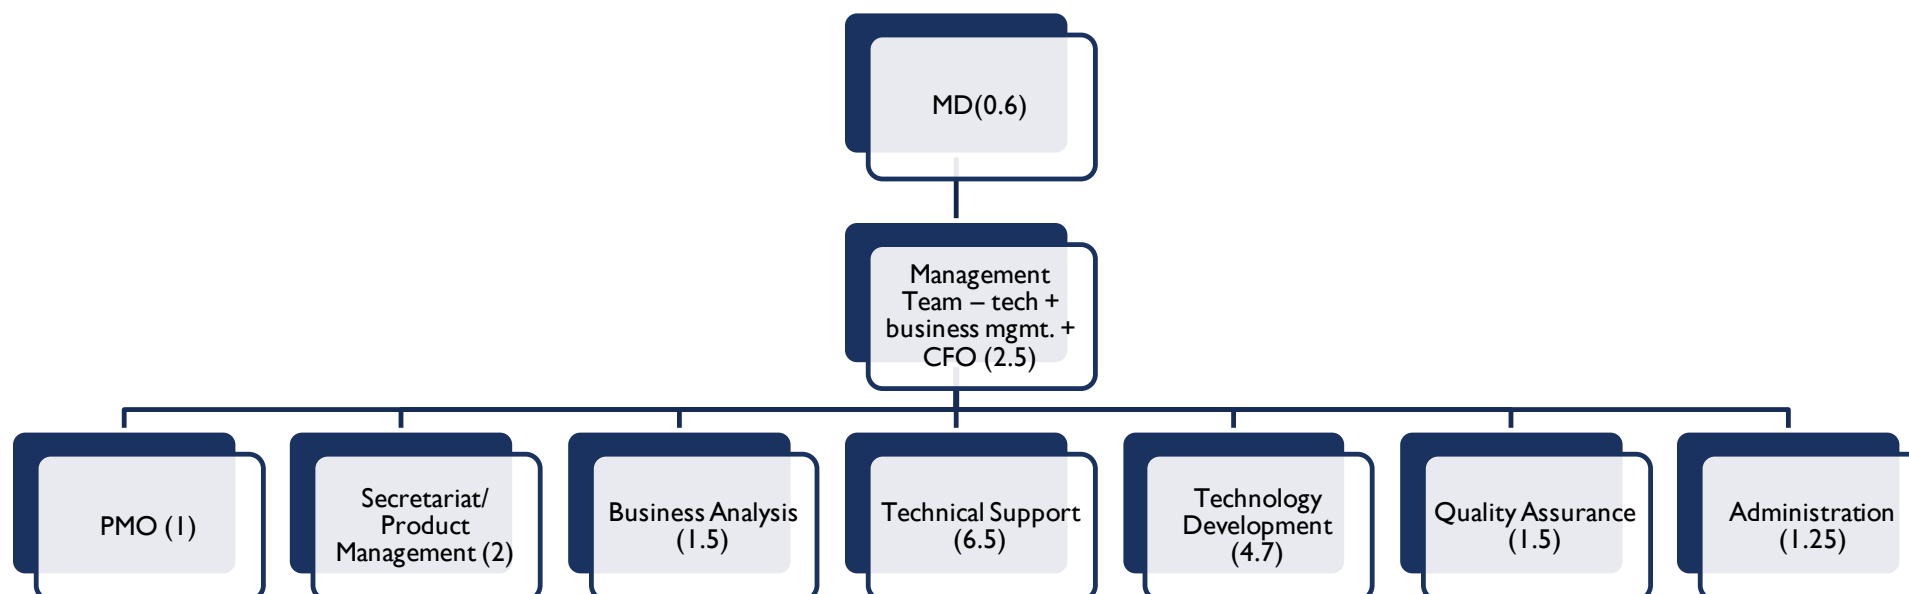 MD(0.6)
Management
Team – tech +
business mgmt. +
CFO (2.5)
PMO (1)
Secretariat/
Product
Management (2)
Business Analysis
(1.5)
Technical Support
(6.5)
Technology
Development
(4.7)
Quality Assurance
(1.5)
Administration
(1.25)